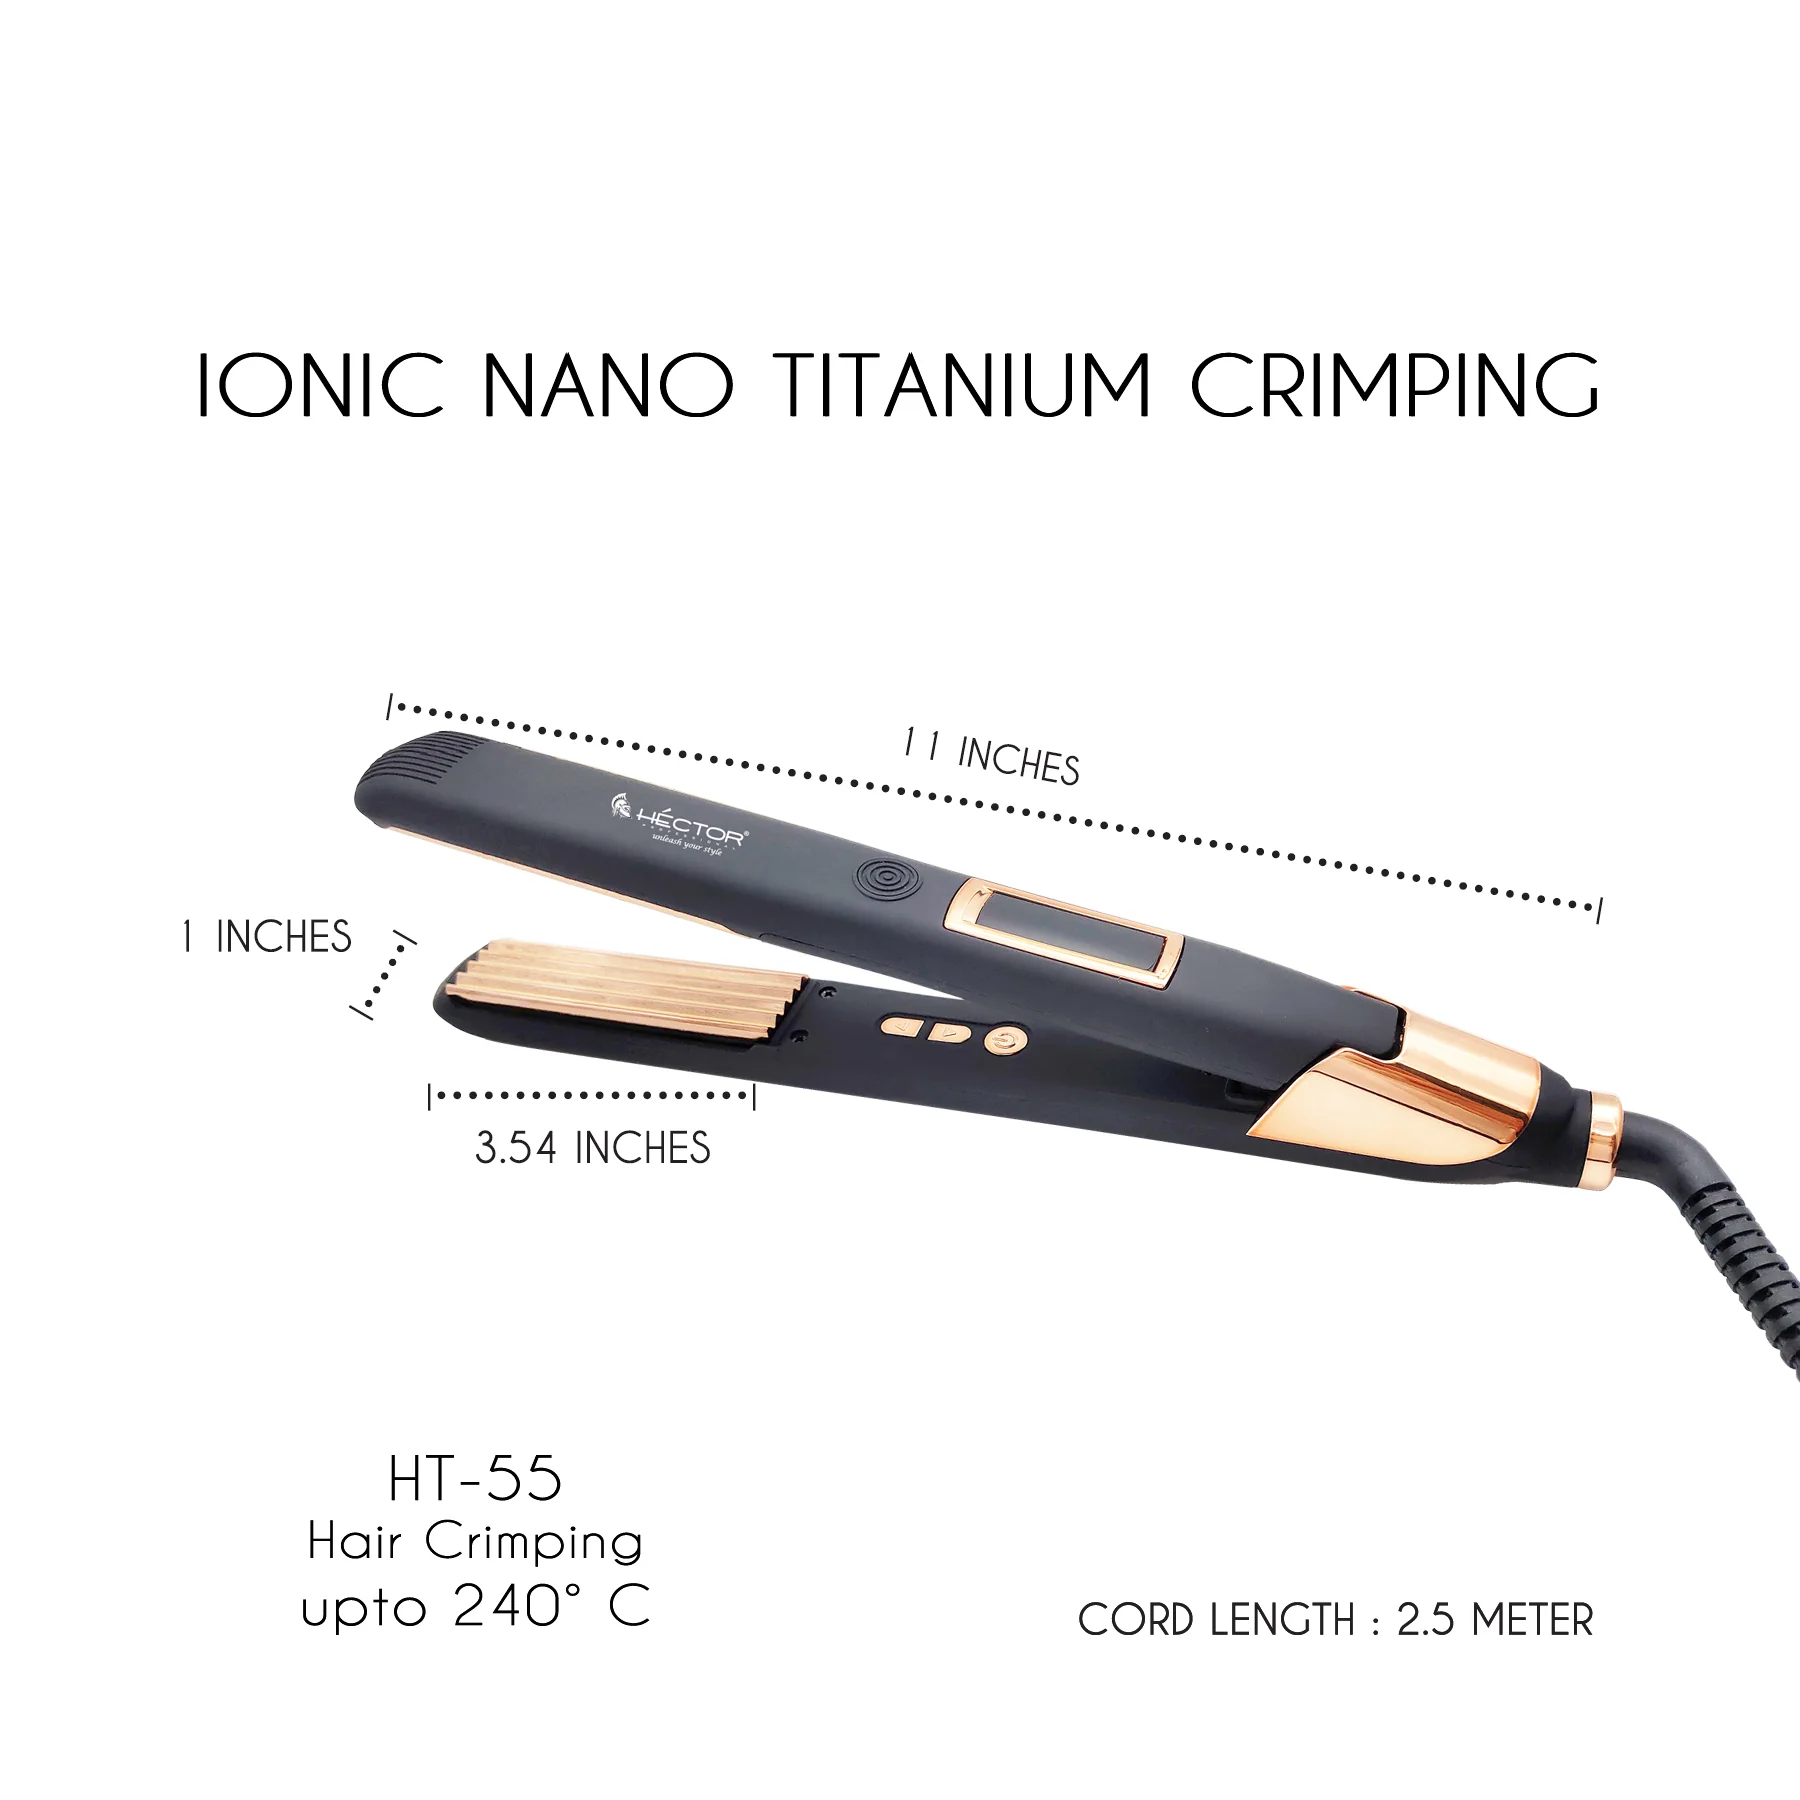 IONIC NANO TITANIUM CRIMPING
11 INCHES
HÉCTOR®
PROFESSIONAL
unleash your style
1 INCHES
3.54 INCHES
HT-55
Hair Crimping
upto 240° C
CORD LENGTH : 2.5 METER